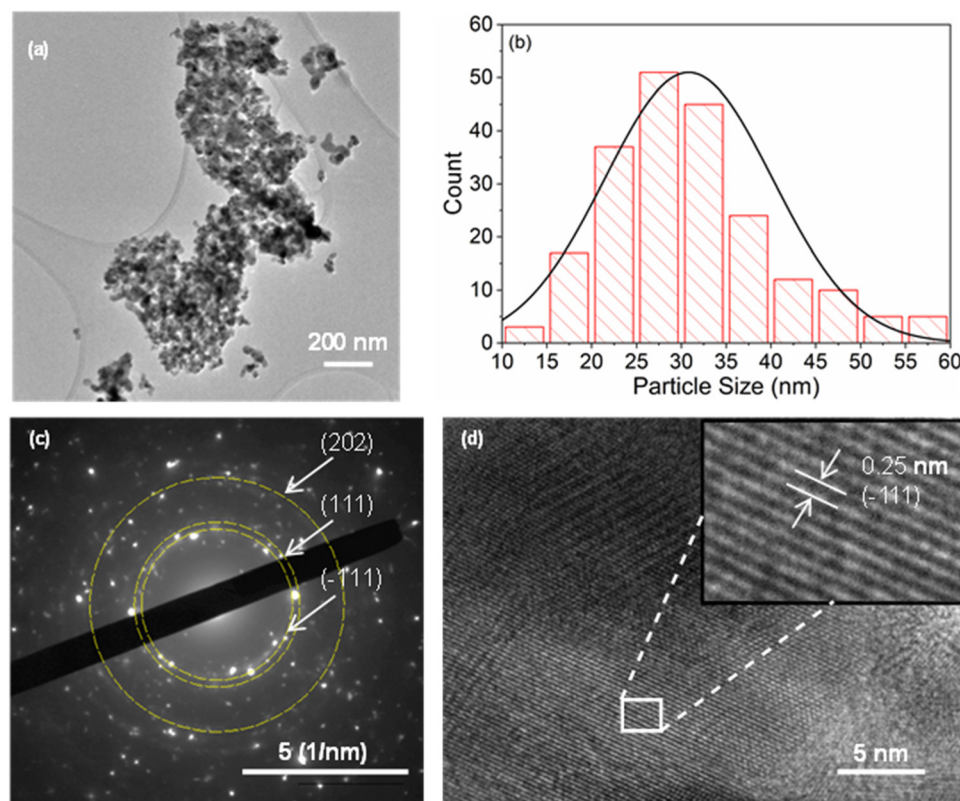 (a)
200 nm
(b)
Count
60
50
40
30
20
10
0
10 15 20 25 30 35 40 45 50 55 60
Particle Size (nm)
(c)
(202)
(111)
(-111)
5 (1/nm)
(d)
0.25 nm
(-111)
5 nm